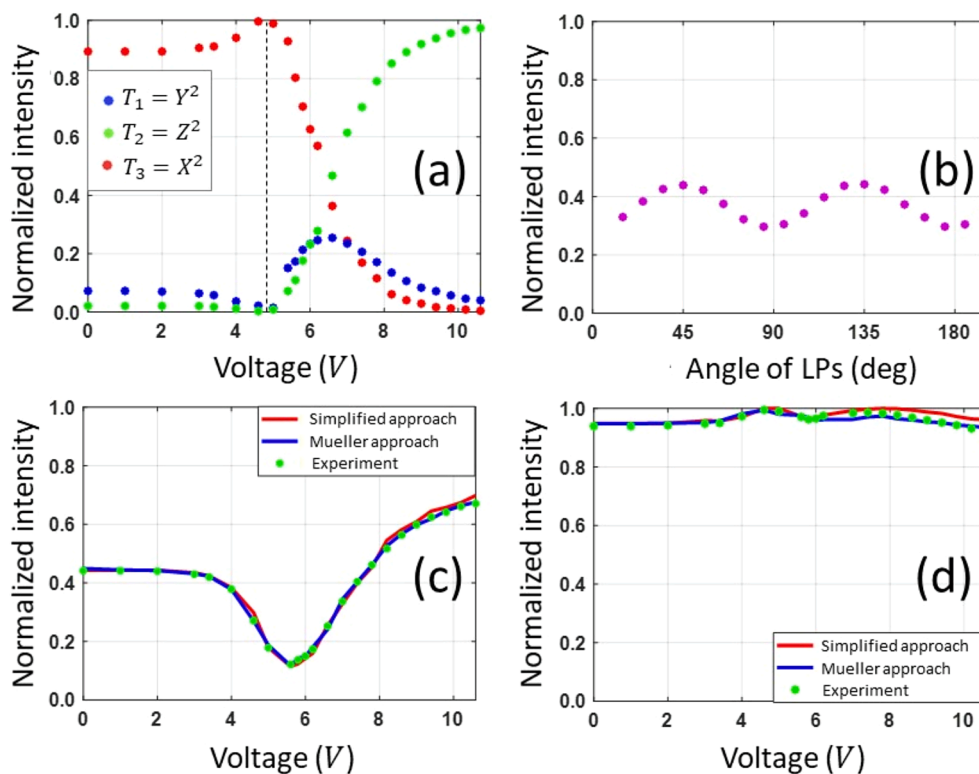 Normalized intensity
1.0
0.8
0.6
0.4
0.2
0.0
T₁ = Y²
T₂ = Z²
T₃ = X²
(a)
0 2 4 6 8 10
Voltage (V)
Normalized intensity
1.0
0.8
0.6
0.4
0.2
0.0
(b)
0 45 90 135 180
Angle of LPs (deg)
Normalized intensity
1.0
0.8
0.6
0.4
0.2
0.0
Simplified approach
Mueller approach
Experiment
(c)
0 2 4 6 8 10
Voltage (V)
Normalized intensity
1.0
0.8
0.6
0.4
0.2
0.0
(d)
Simplified approach
Mueller approach
Experiment
0 2 4 6 8 10
Voltage (V)